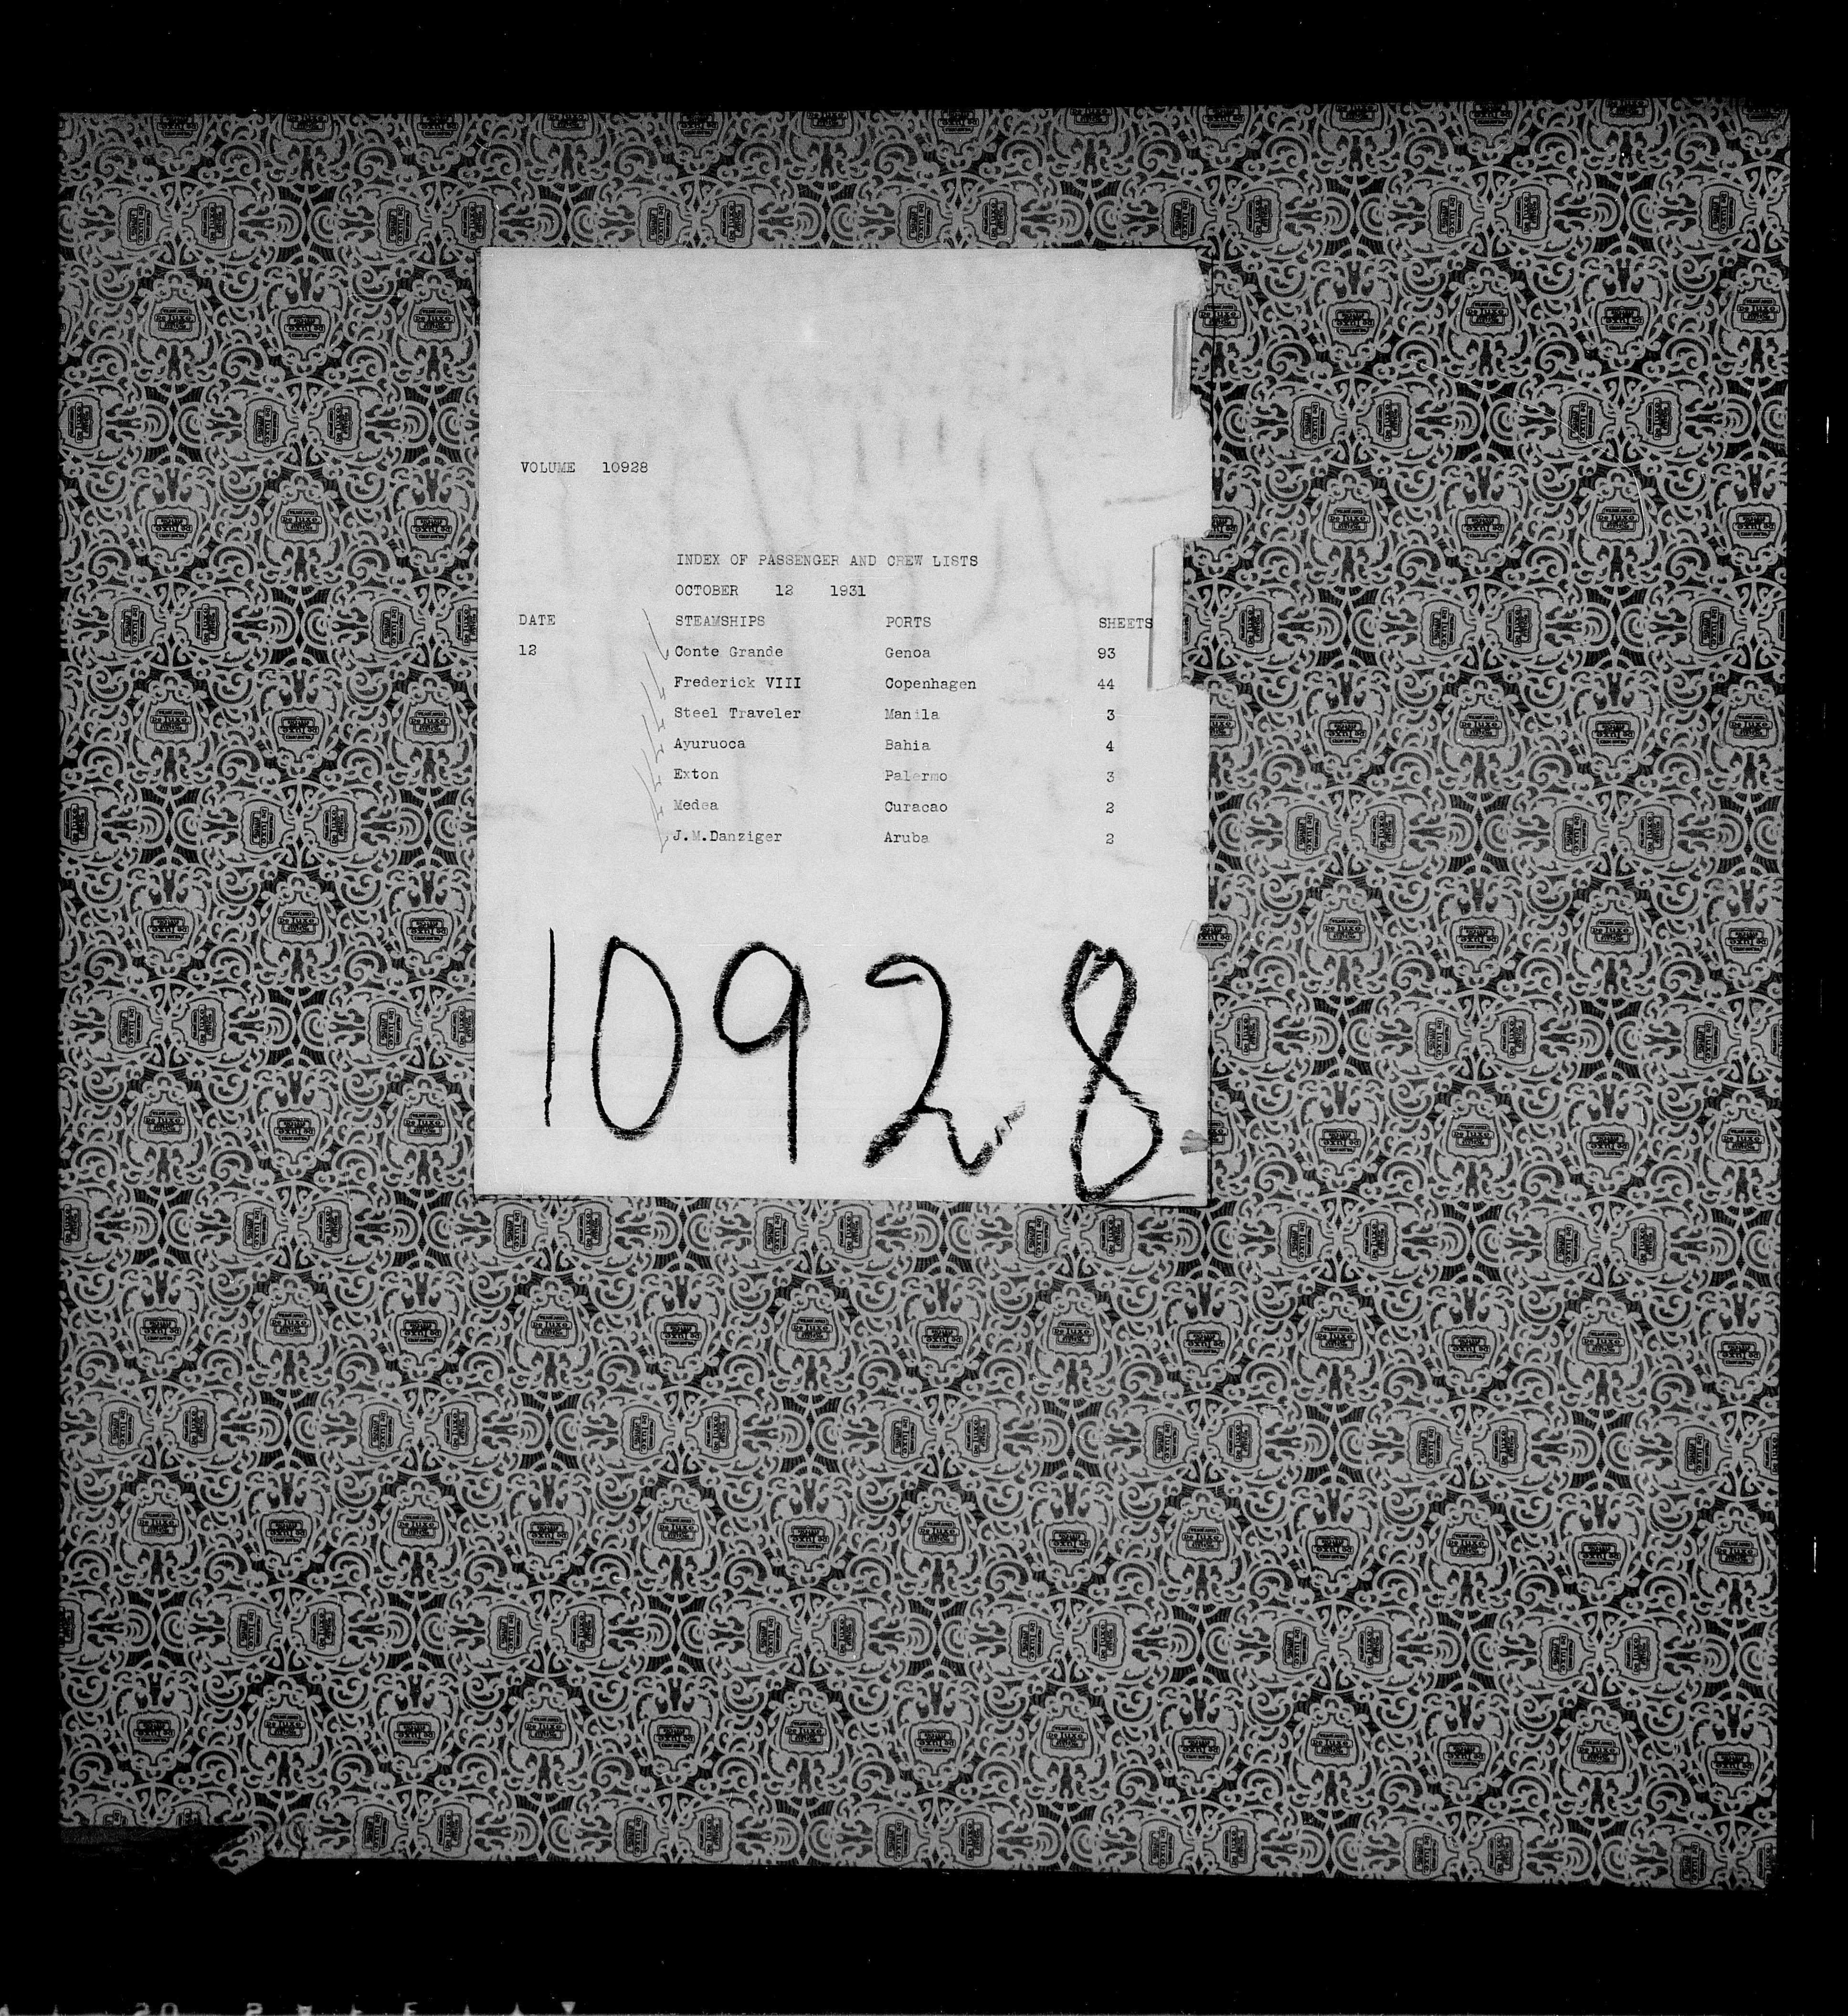 VOLUME 10928
INDEX OF PASSENGER AND CREW LISTS
OCTOBER 12 1931
DATE STEAMSHIPS PORTS SHEETS
12 Conte Grande Genoa 93
Frederick VIII Copenhagen 44
Steel Traveler Manila 3
Ayuruoca Bahia 4
Exton Palermo 3
Medea Curacao 2
J.M.Danziger Aruba 2
10928